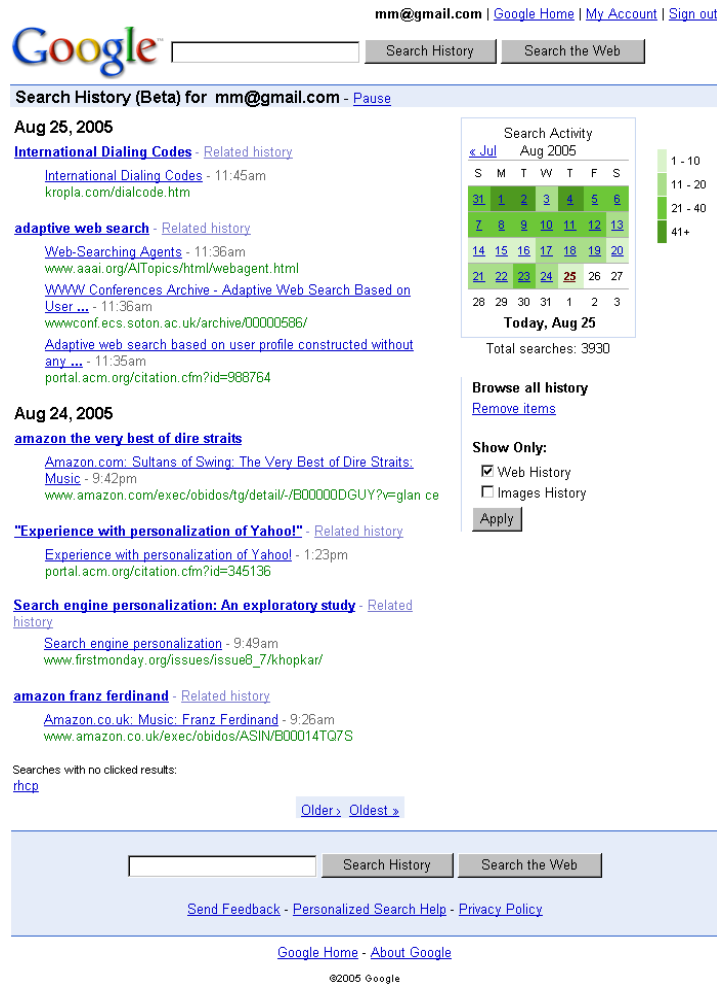 mm@gmail.com | Google Home | My Account | Sign out
Google™
Search History Search the Web
Search History (Beta) for mm@gmail.com - Pause
Aug 25, 2005
International Dialing Codes - Related history
International Dialing Codes - 11:45am
kropla.com/dialcode.htm
adaptive web search - Related history
Web-Searching Agents - 11:36am
www.aaai.org/AITopics/html/webagent.html
WWW Conferences Archive - Adaptive Web Search Based on
User ... - 11:36am
wwwconf.ecs.soton.ac.uk/archive/00000586/
Adaptive web search based on user profile constructed without
any ... - 11:35am
portal.acm.org/citation.cfm?id=988764
Aug 24, 2005
amazon the very best of dire straits
Amazon.com: Sultans of Swing: The Very Best of Dire Straits:
Music - 9:42pm
www.amazon.com/exec/obidos/tg/detail/-/B00000DGUY?v=glan ce
"Experience with personalization of Yahoo!" - Related history
Experience with personalization of Yahoo! - 1:23pm
portal.acm.org/citation.cfm?id=345136
Search engine personalization: An exploratory study - Related
history
Search engine personalization - 9:49am
www.firstmonday.org/issues/issue8_7/khopkar/
amazon franz ferdinand - Related history
Amazon.co.uk: Music: Franz Ferdinand - 9:26am
www.amazon.co.uk/exec/obidos/ASIN/B00014TQ7S
Searches with no clicked results:
rhcp
Older › Oldest »
Search Activity
« Jul Aug 2005
S M T W T F S
31 1 2 3 4 5 6
7 8 9 10 11 12 13
14 15 16 17 18 19 20
21 22 23 24 25 26 27
28 29 30 31 1 2 3
Today, Aug 25
Total searches: 3930
1 - 10
11 - 20
21 - 40
41+
Browse all history
Remove items
Show Only:
Web History
Images History
Apply
Search History Search the Web
Send Feedback - Personalized Search Help - Privacy Policy
Google Home - About Google
©2005 Google